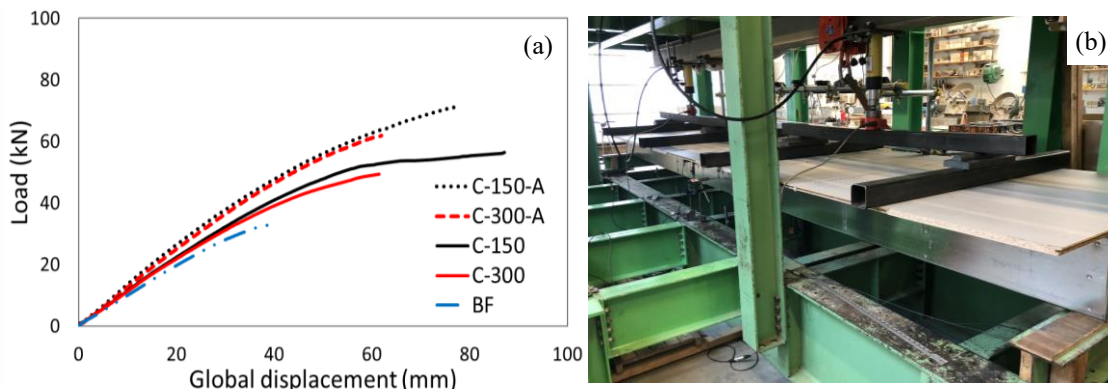 100
80
60
40
20
0
Load (kN)
(a)
C-150-A
C-300-A
C-150
C-300
BF
0 20 40 60 80 100
Global displacement (mm)
(b)